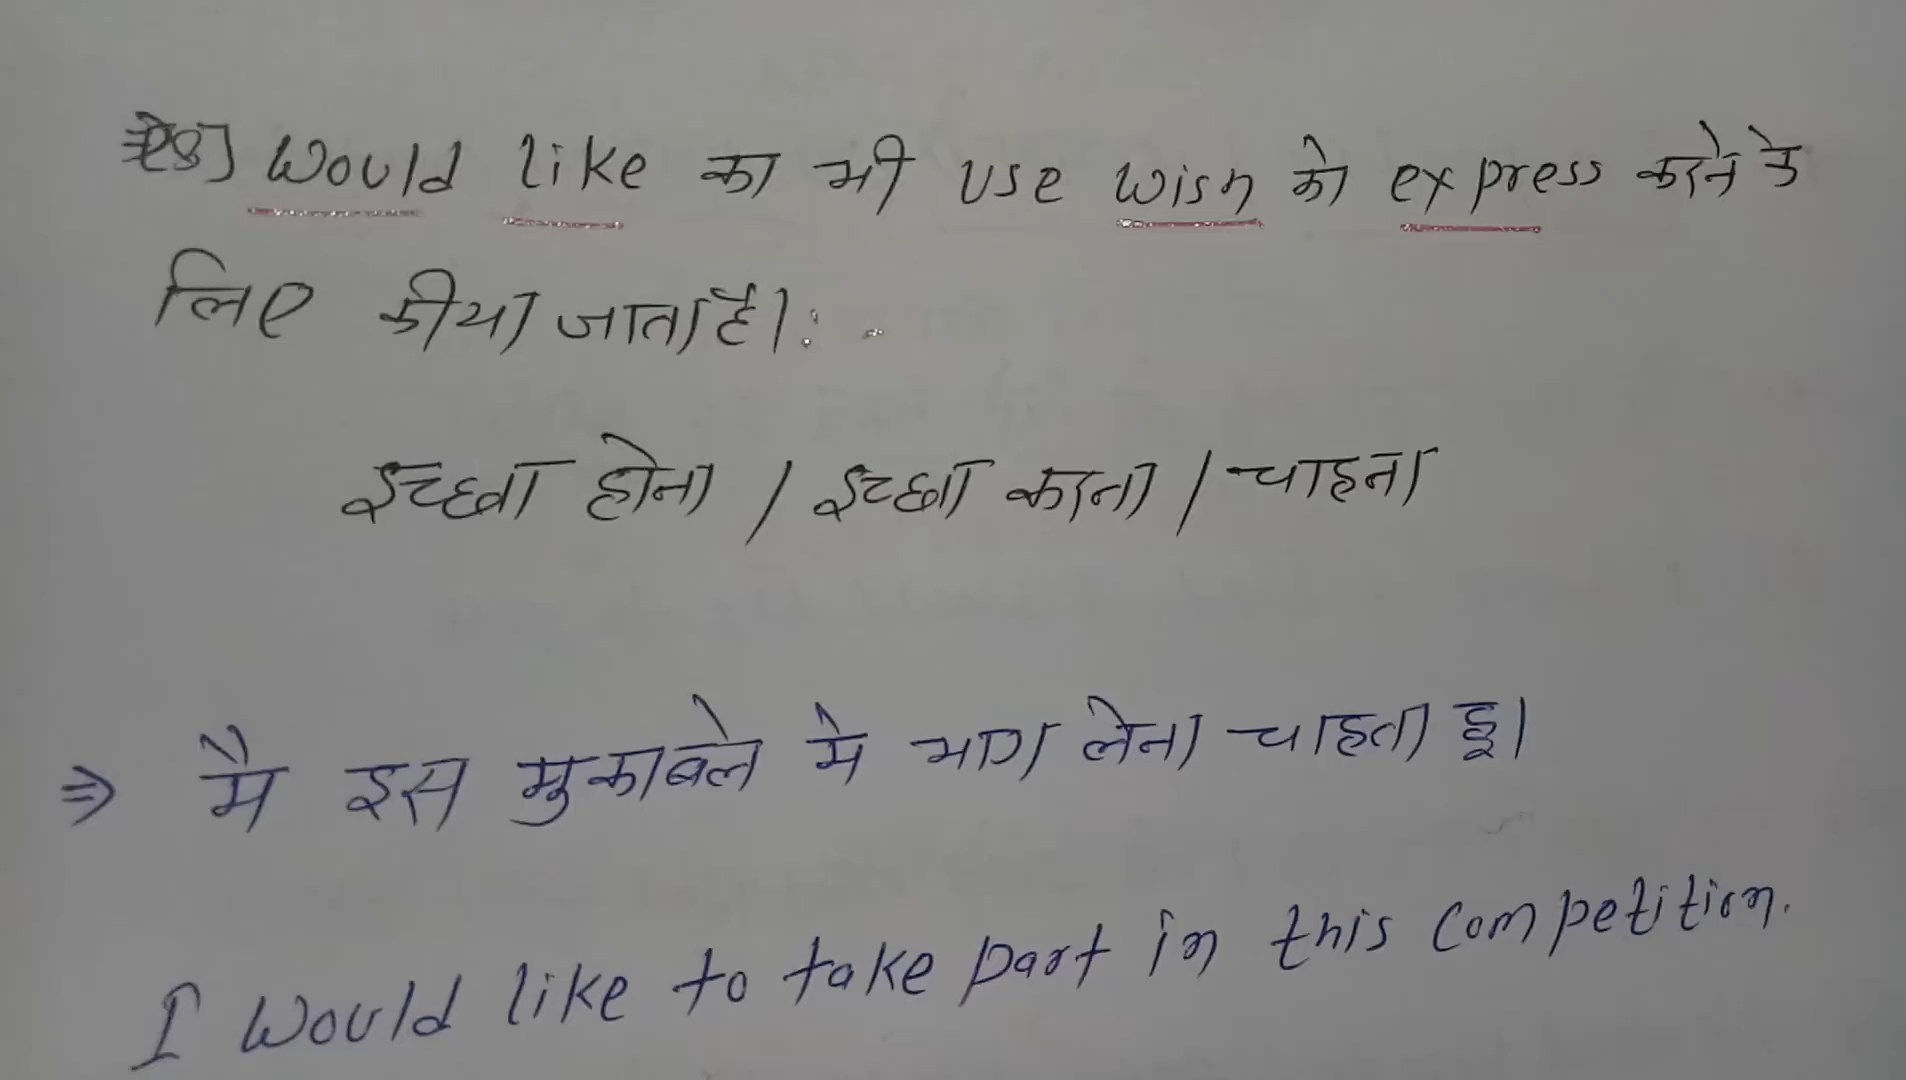 Would like का भी use wish को express करने के
लिए कीया जाता है। : -
इच्छा होना / इच्छा करना / चाहना
⇒ मै इस मुकाबले मे भाग लेना चाहता हू।
I would like to take part in this competition.